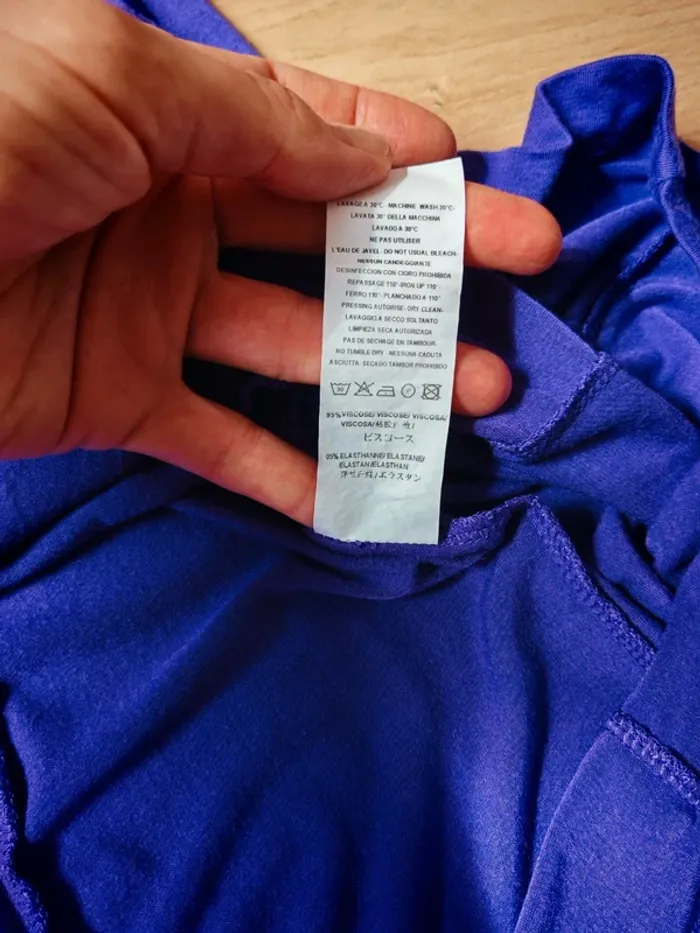 LAVAGE A 30°C - MACHINE WASH 30°C-
LAVATA 30° DELLA MACCHINA
LAVADO A 30°C
NE PAS UTILISER
L'EAU DE JAVEL- DO NOT USE BLEACH-
NESSUN CANDEGGIANTE
DESINFECCION CON CLORO PROHIBIDA
REPASSAGE 110°-IRON UP 110°-
FERRO 110°- PLANCHADO A 110°
PRESSING AUTORISE- DRY CLEAN-
LAVAGGIO A SECCO SOLTANTO
LIMPIEZA SECA AUTORIZADA
PAS DE SECHAGE EN TAMBOUR-
NO TUMBLE DRY - NESSUNA CADUTA
ASCIUTTA- SECADO TAMBOR PROHIBIDO
30
95% VISCOSE/ VISCOSE/ VISCOSA/
VISCOSA/
ビスコース
05% ELASTHANNE/ELASTANE/
ELASTAN/ELASTHAN
エラスタン